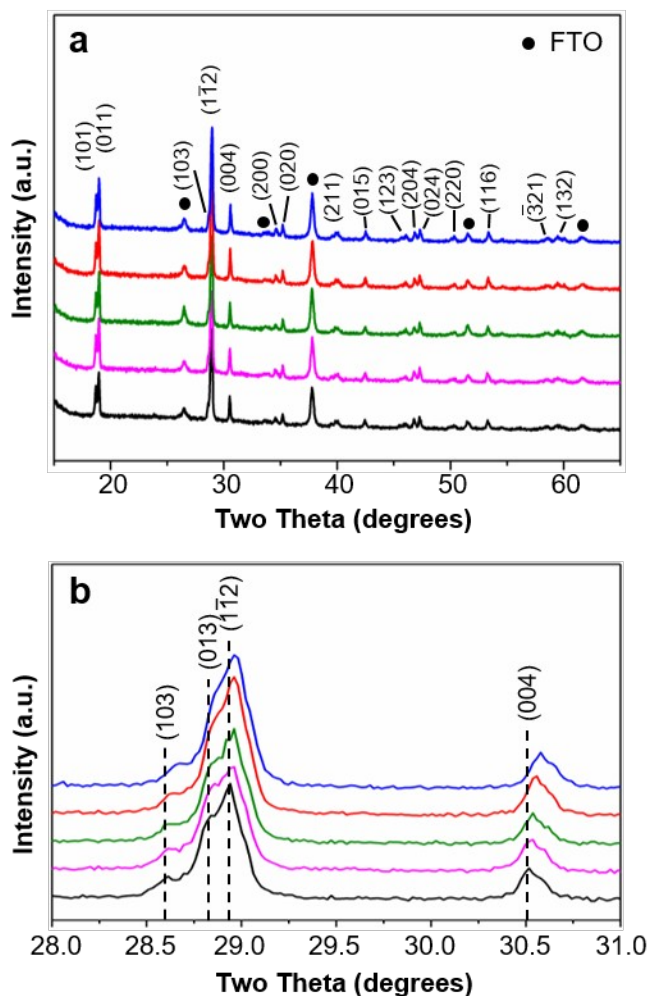 a
● FTO
(101)
(011)
(103)
(11̅2)
(004)
(200)
(020)
(211)
(015)
(123)
(204)
(024)
(220)
(116)
(3̅21)
(132)
Intensity (a.u.)
20 30 40 50 60
Two Theta (degrees)
b
(103)
(013)
(1̅12)
(004)
Intensity (a.u.)
28.0 28.5 29.0 29.5 30.0 30.5 31.0
Two Theta (degrees)